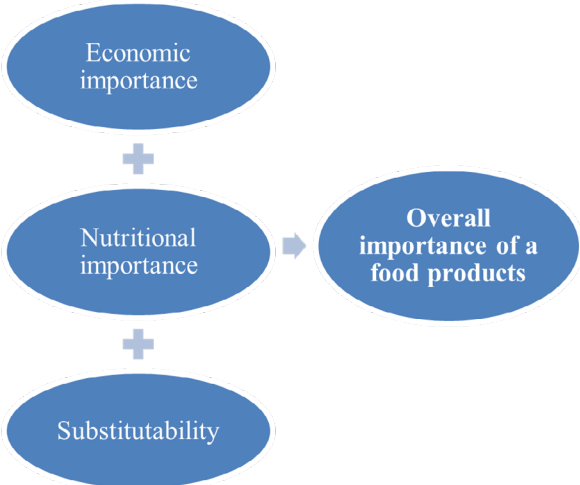 Economic
importance
Nutritional
importance
Overall
importance of a
food products
Substitutability